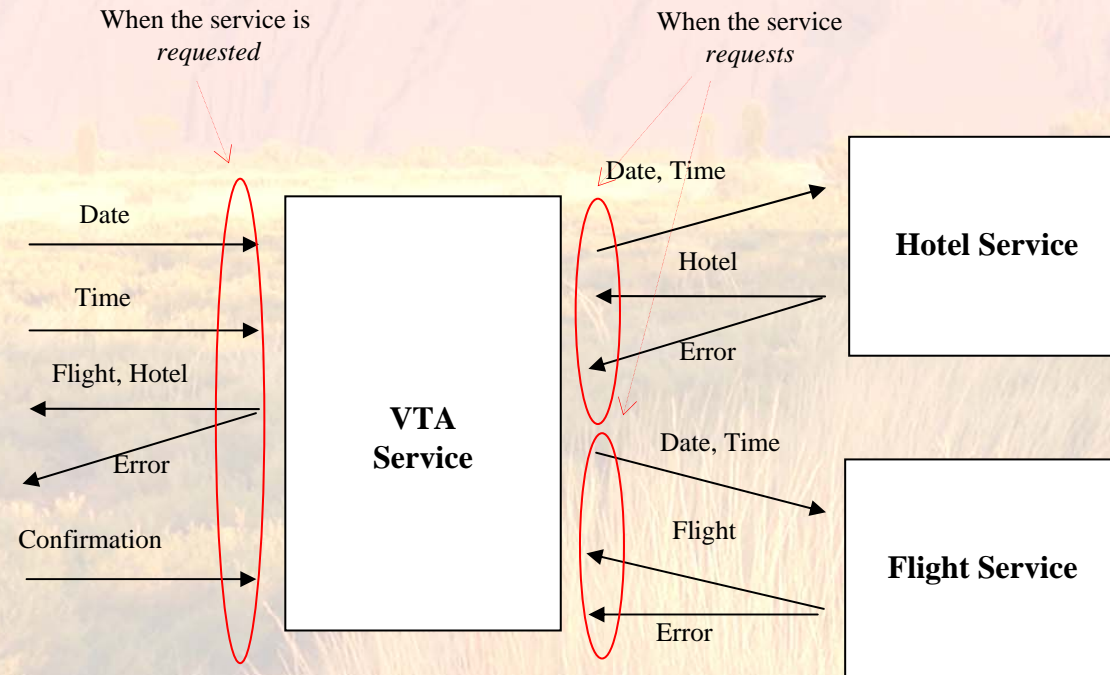 When the service is
requested
When the service
requests
Date
Time
Flight, Hotel
Error
Confirmation
VTA
Service
Date, Time
Hotel
Error
Hotel Service
Date, Time
Flight
Error
Flight Service